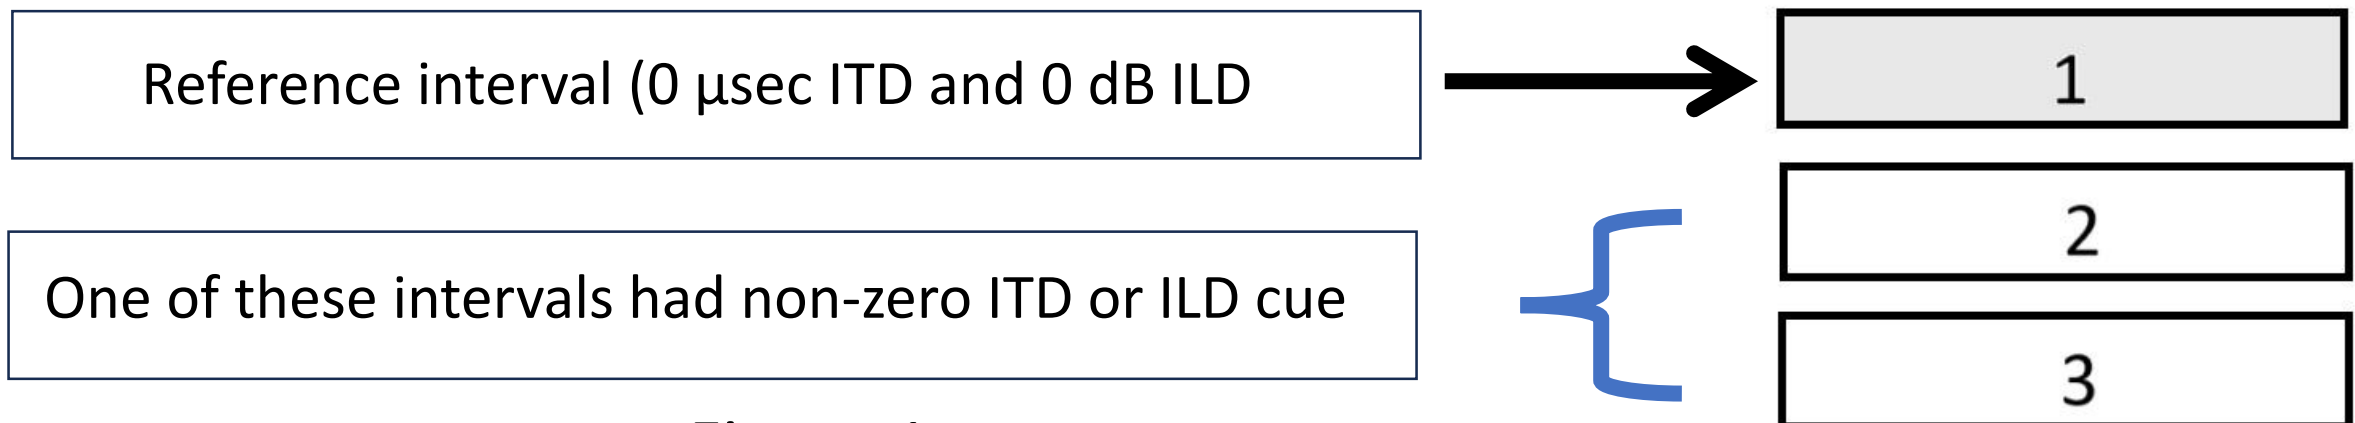 Reference interval (0 μsec ITD and 0 dB ILD
1
2
One of these intervals had non-zero ITD or ILD cue
3